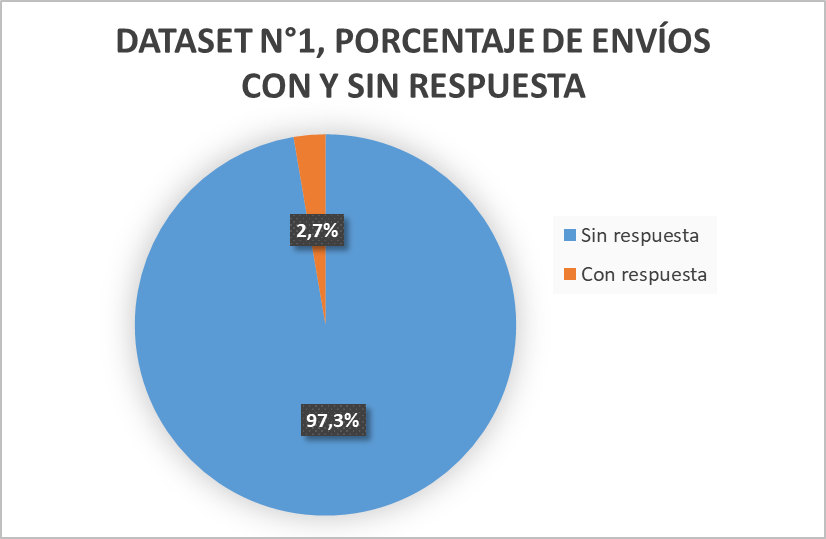 DATASET N°1, PORCENTAJE DE ENVÍOS
CON Y SIN RESPUESTA
2,7%
97,3%
Sin respuesta
Con respuesta